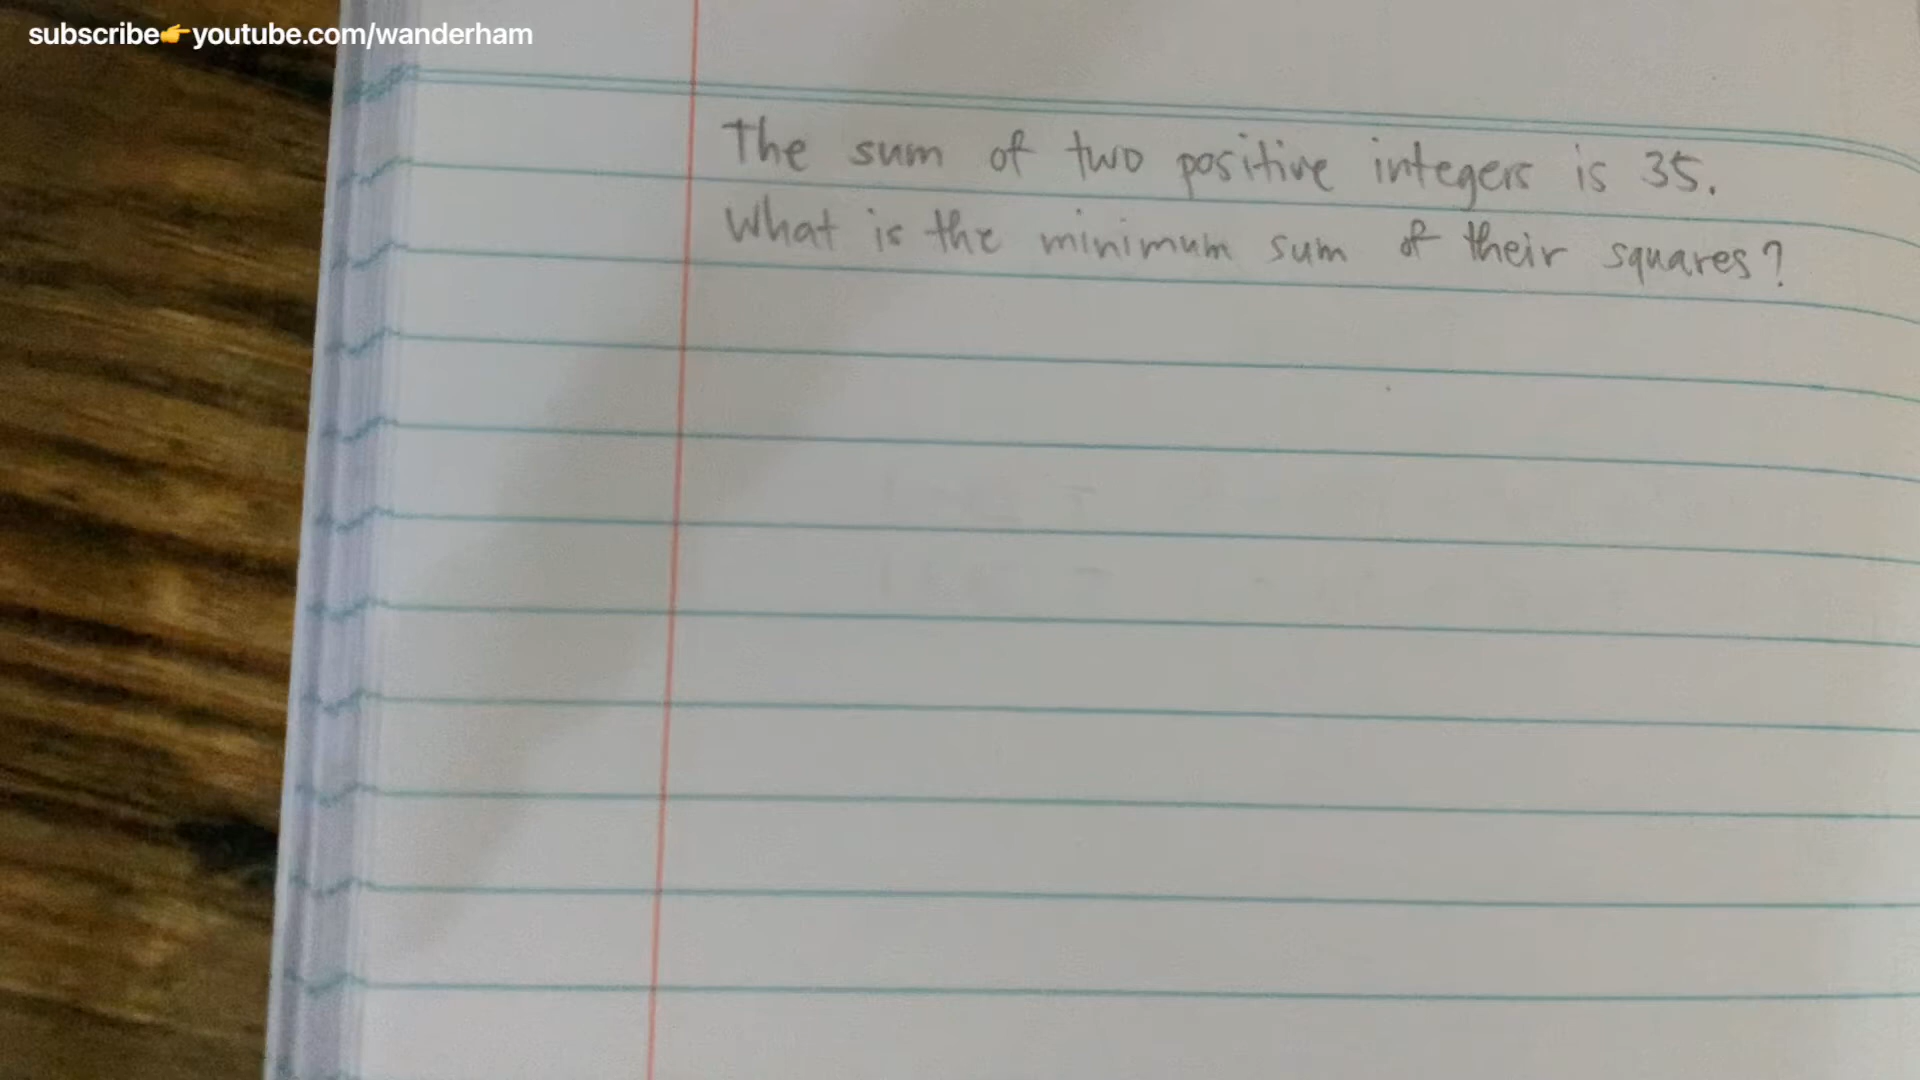 subscribe👉youtube.com/wanderham
The sum of two positive integers is 35.
What is the minimum sum of their squares?